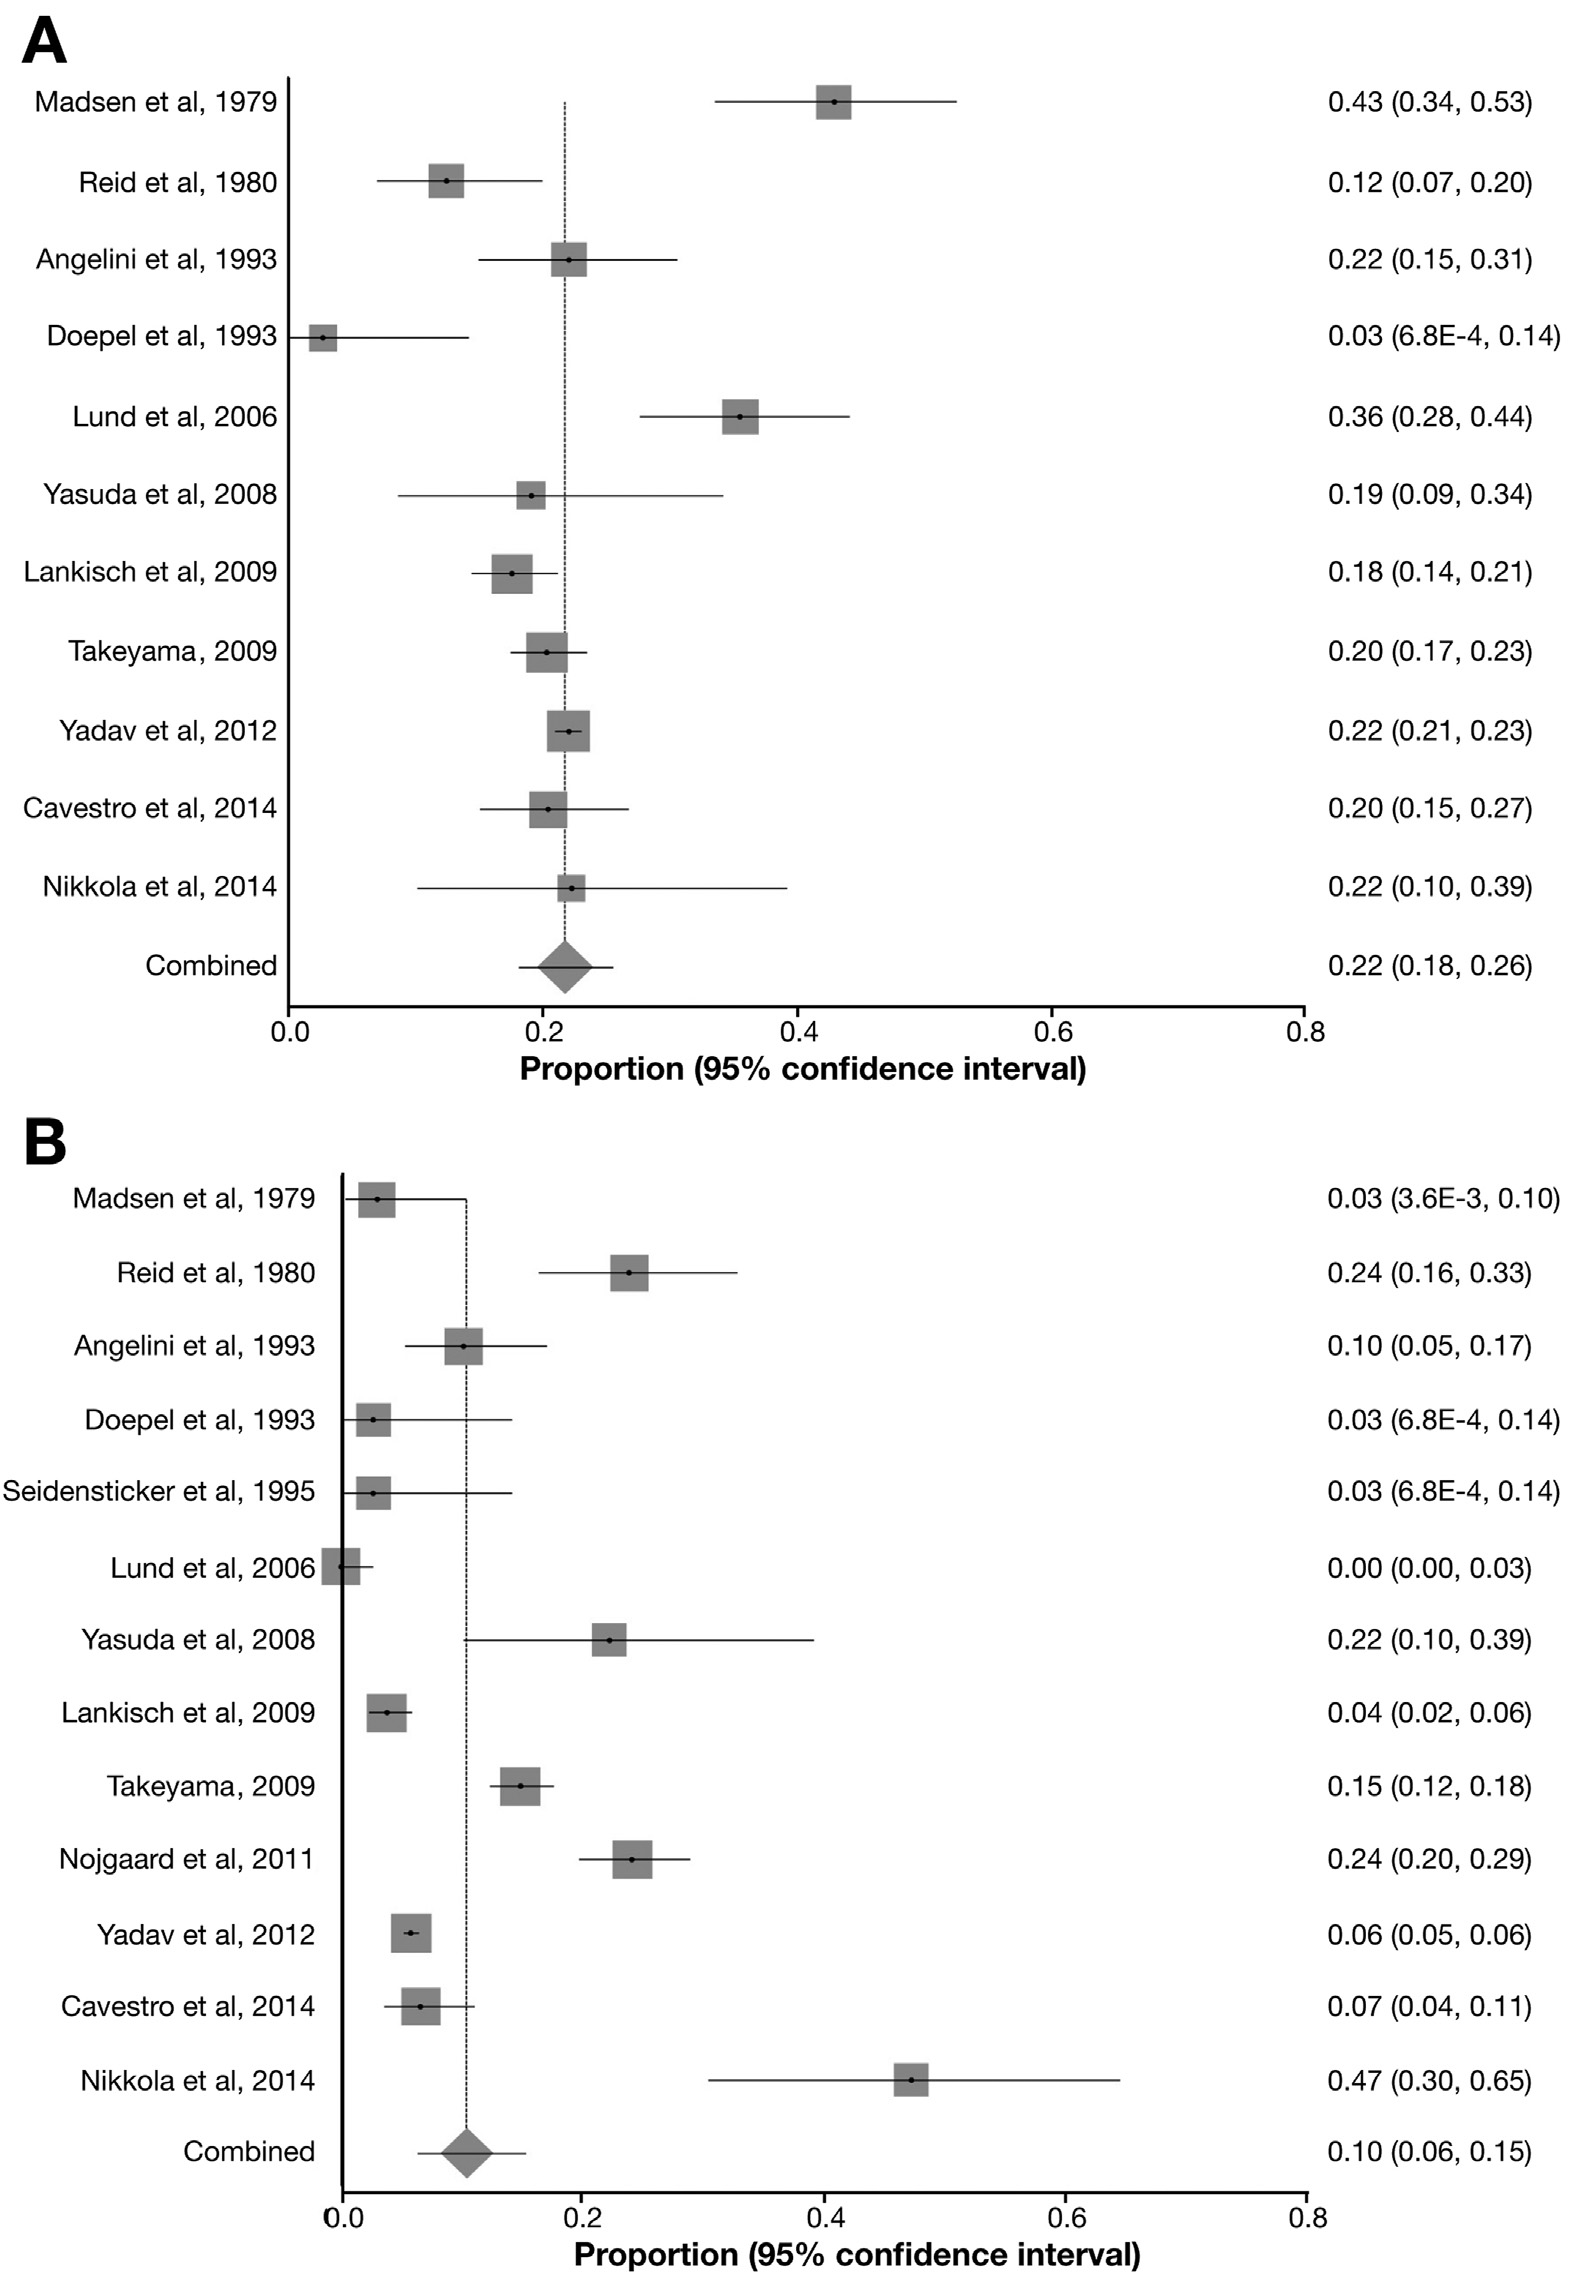 A
Madsen et al, 1979 0.43 (0.34, 0.53)
Reid et al, 1980 0.12 (0.07, 0.20)
Angelini et al, 1993 0.22 (0.15, 0.31)
Doepel et al, 1993 0.03 (6.8E-4, 0.14)
Lund et al, 2006 0.36 (0.28, 0.44)
Yasuda et al, 2008 0.19 (0.09, 0.34)
Lankisch et al, 2009 0.18 (0.14, 0.21)
Takeyama, 2009 0.20 (0.17, 0.23)
Yadav et al, 2012 0.22 (0.21, 0.23)
Cavestro et al, 2014 0.20 (0.15, 0.27)
Nikkola et al, 2014 0.22 (0.10, 0.39)
Combined 0.22 (0.18, 0.26)
0.0 0.2 0.4 0.6 0.8
Proportion (95% confidence interval)
B
Madsen et al, 1979 0.03 (3.6E-3, 0.10)
Reid et al, 1980 0.24 (0.16, 0.33)
Angelini et al, 1993 0.10 (0.05, 0.17)
Doepel et al, 1993 0.03 (6.8E-4, 0.14)
Seidensticker et al, 1995 0.03 (6.8E-4, 0.14)
Lund et al, 2006 0.00 (0.00, 0.03)
Yasuda et al, 2008 0.22 (0.10, 0.39)
Lankisch et al, 2009 0.04 (0.02, 0.06)
Takeyama, 2009 0.15 (0.12, 0.18)
Nojgaard et al, 2011 0.24 (0.20, 0.29)
Yadav et al, 2012 0.06 (0.05, 0.06)
Cavestro et al, 2014 0.07 (0.04, 0.11)
Nikkola et al, 2014 0.47 (0.30, 0.65)
Combined 0.10 (0.06, 0.15)
0.0 0.2 0.4 0.6 0.8
Proportion (95% confidence interval)